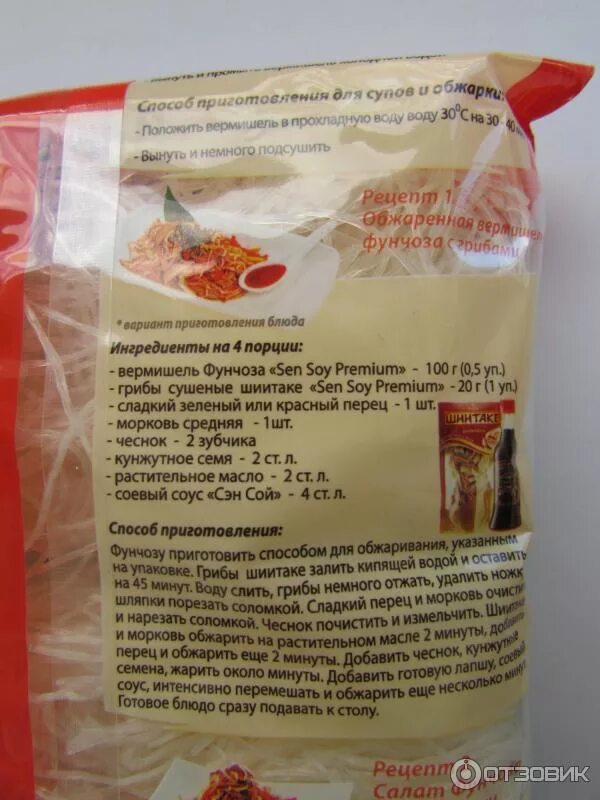 Способ приготовления для супов и обжарки:
- Положить вермишель в прохладную воду воду 30⁰С на 30 - 40
- Вынуть и немного подсушить
Рецепт 1.
Обжаренная вермишель
фунчоза с грибами
* вариант приготовления блюда
Ингредиенты на 4 порции:
- вермишель Фунчоза «Sen Soy Premium» - 100 г (0,5 уп.)
- грибы сушеные шиитаке «Sen Soy Premium» - 20 г (1 уп.)
- сладкий зеленый или красный перец - 1 шт.
- морковь средняя - 1шт.
- чеснок - 2 зубчика
- кунжутное семя - 2 ст. л.
- растительное масло - 2 ст. л.
- соевый соус «Сэн Сой» - 4 ст. л.
ШИИТАКЕ
Способ приготовления:
Фунчозу приготовить способом для обжаривания, указанным
на упаковке. Грибы шиитаке залить кипящей водой и оставить
на 45 минут. Воду слить, грибы немного отжать, удалить ножк
шляпки порезать соломкой. Сладкий перец и морковь очистит
и нарезать соломкой. Чеснок почистить и измельчить. Шиитаке
и морковь обжарить на растительном масле 2 минуты, добавит
перец и обжарить еще 2 минуты. Добавить чеснок, кунжутные
семена, жарить около минуты. Добавить готовую лапшу, соевый
соус, интенсивно перемешать и обжарить еще несколько минут
Готовое блюдо сразу подавать к столу.
Рецепт
Салат
ОТЗОВИК